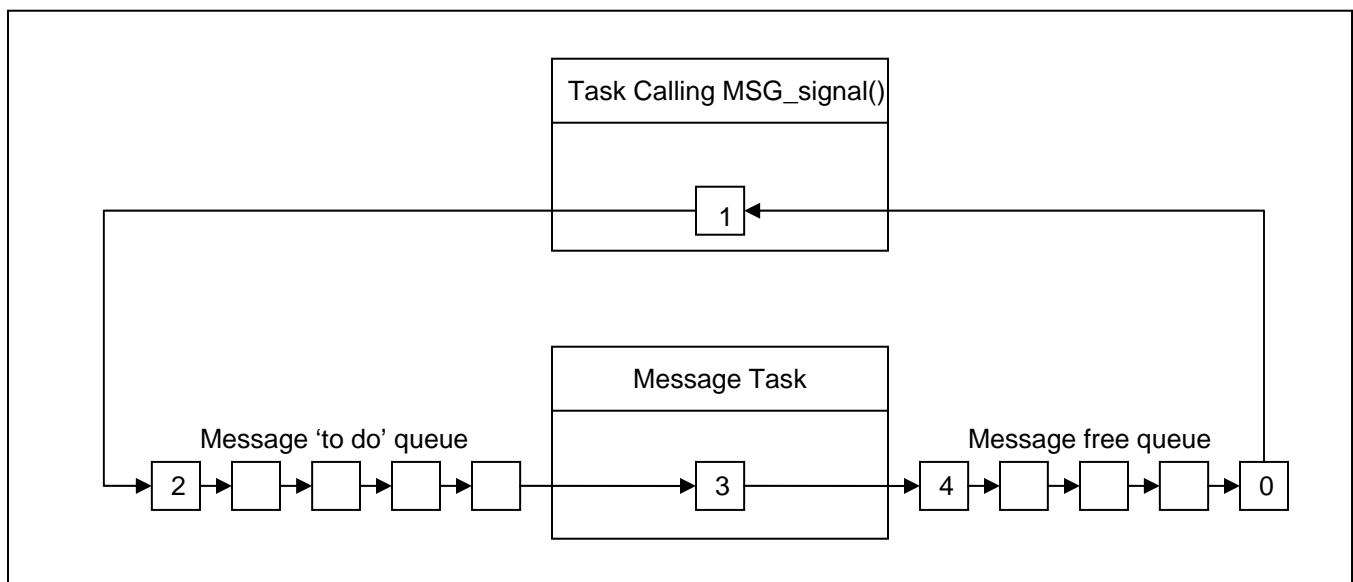 Task Calling MSG_signal()
1
Message Task
Message ‘to do’ queue
Message free queue
2
3
4
0